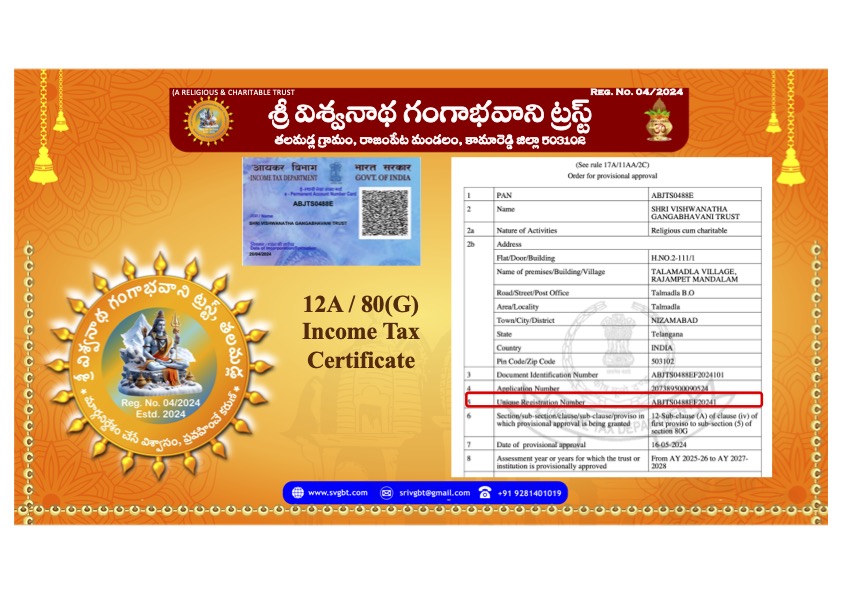 (A RELIGIOUS & CHARITABLE TRUST
REG. NO. 04/2024
శ్రీ విశ్వనాథ గంగాభవాని ట్రస్ట్
తలమడ్ల గ్రామం, రాజంపేట మండలం, కామారెడ్డి జిల్లా 503102
आयकर विभाग
भारत सरकार
INCOME TAX DEPARTMENT
GOVT. OF INDIA
e - Permanent Account Number Card
ABJTS0488E
SHRI VISHWANATHA GANGABHAVANI TRUST
20/04/2024
(See rule 17A/11AA/2C)
Order for provisional approval
1 PAN ABJTS0488E
2 Name SHRI VISHWANATHA
GANGABHAVANI TRUST
2a Nature of Activities Religious cum charitable
2b Address
Flat/Door/Building H.NO.2-111/1
Name of premises/Building/Village TALAMADLA VILLAGE,
RAJAMPET MANDALAM
Road/Street/Post Office Talmadla B.O
Area/Locality Talmadla
Town/City/District NIZAMABAD
State Telangana
Country INDIA
Pin Code/Zip Code 503102
3 Document Identification Number ABJTS0488EF2024101
4 Application Number 207389500090524
5 Unique Registration Number ABJTS0488EF20241
6 Section/sub-section/clause/sub-clause/proviso in
which provisional approval is being granted
12-Sub-clause (A) of clause (iv) of
first proviso to sub-section (5) of
section 80G
7 Date of provisional approval 16-05-2024
8 Assessment year or years for which the trust or
institution is provisionally approved
From AY 2025-26 to AY 2027-
2028
12A / 80(G)
Income Tax
Certificate
శ్రీ విశ్వనాథ గంగాభవాని ట్రస్ట్ తలమడ్ల
Reg. No. 04/2024
Estd. 2024
www.svgbt.com
srivgbt@gmail.com
+91 9281401019